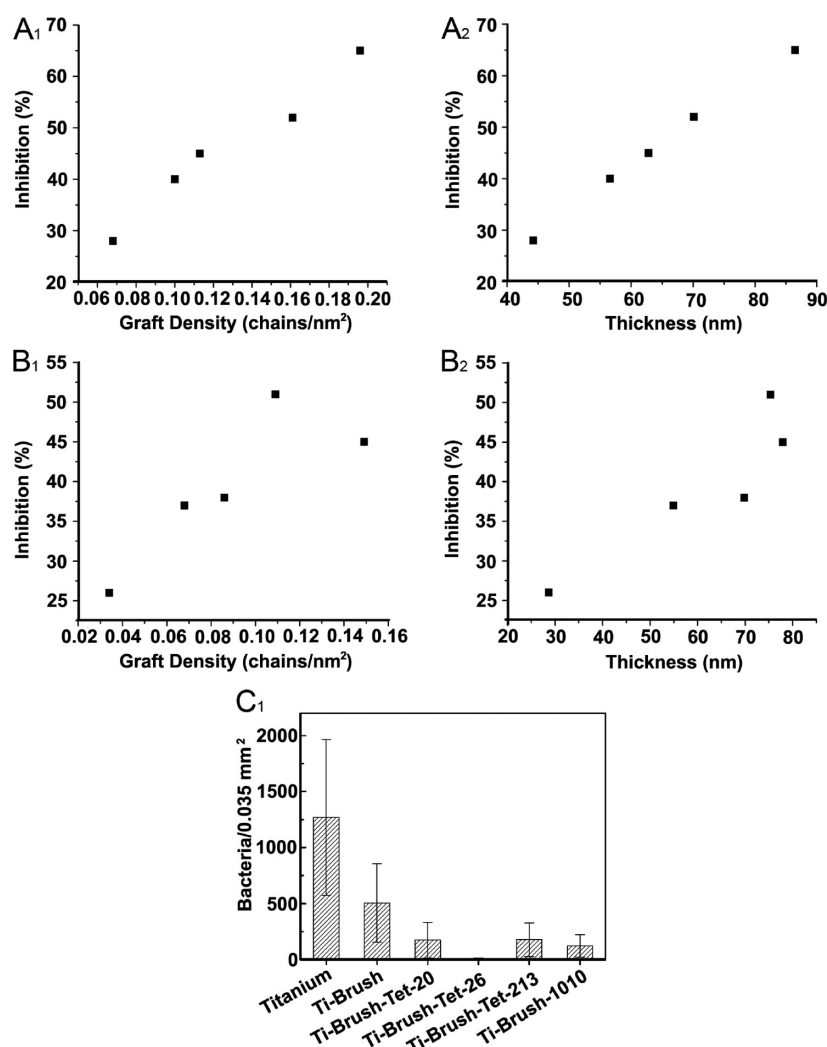 A1
Inhibition (%)
70
60
50
40
30
20
0.06 0.08 0.10 0.12 0.14 0.16 0.18 0.20
Graft Density (chains/nm²)
A2
Inhibition (%)
70
60
50
40
30
20
40 50 60 70 80 90
Thickness (nm)
B1
Inhibition (%)
55
50
45
40
35
30
25
0.02 0.04 0.06 0.08 0.10 0.12 0.14 0.16
Graft Density (chains/nm²)
B2
Inhibition (%)
55
50
45
40
35
30
25
20 30 40 50 60 70 80
Thickness (nm)
C1
Bacteria/0.035 mm²
2000
1500
1000
500
0
Titanium
Ti-Brush
Ti-Brush-Tet-20
Ti-Brush-Tet-26
Ti-Brush-Tet-213
Ti-Brush-1010